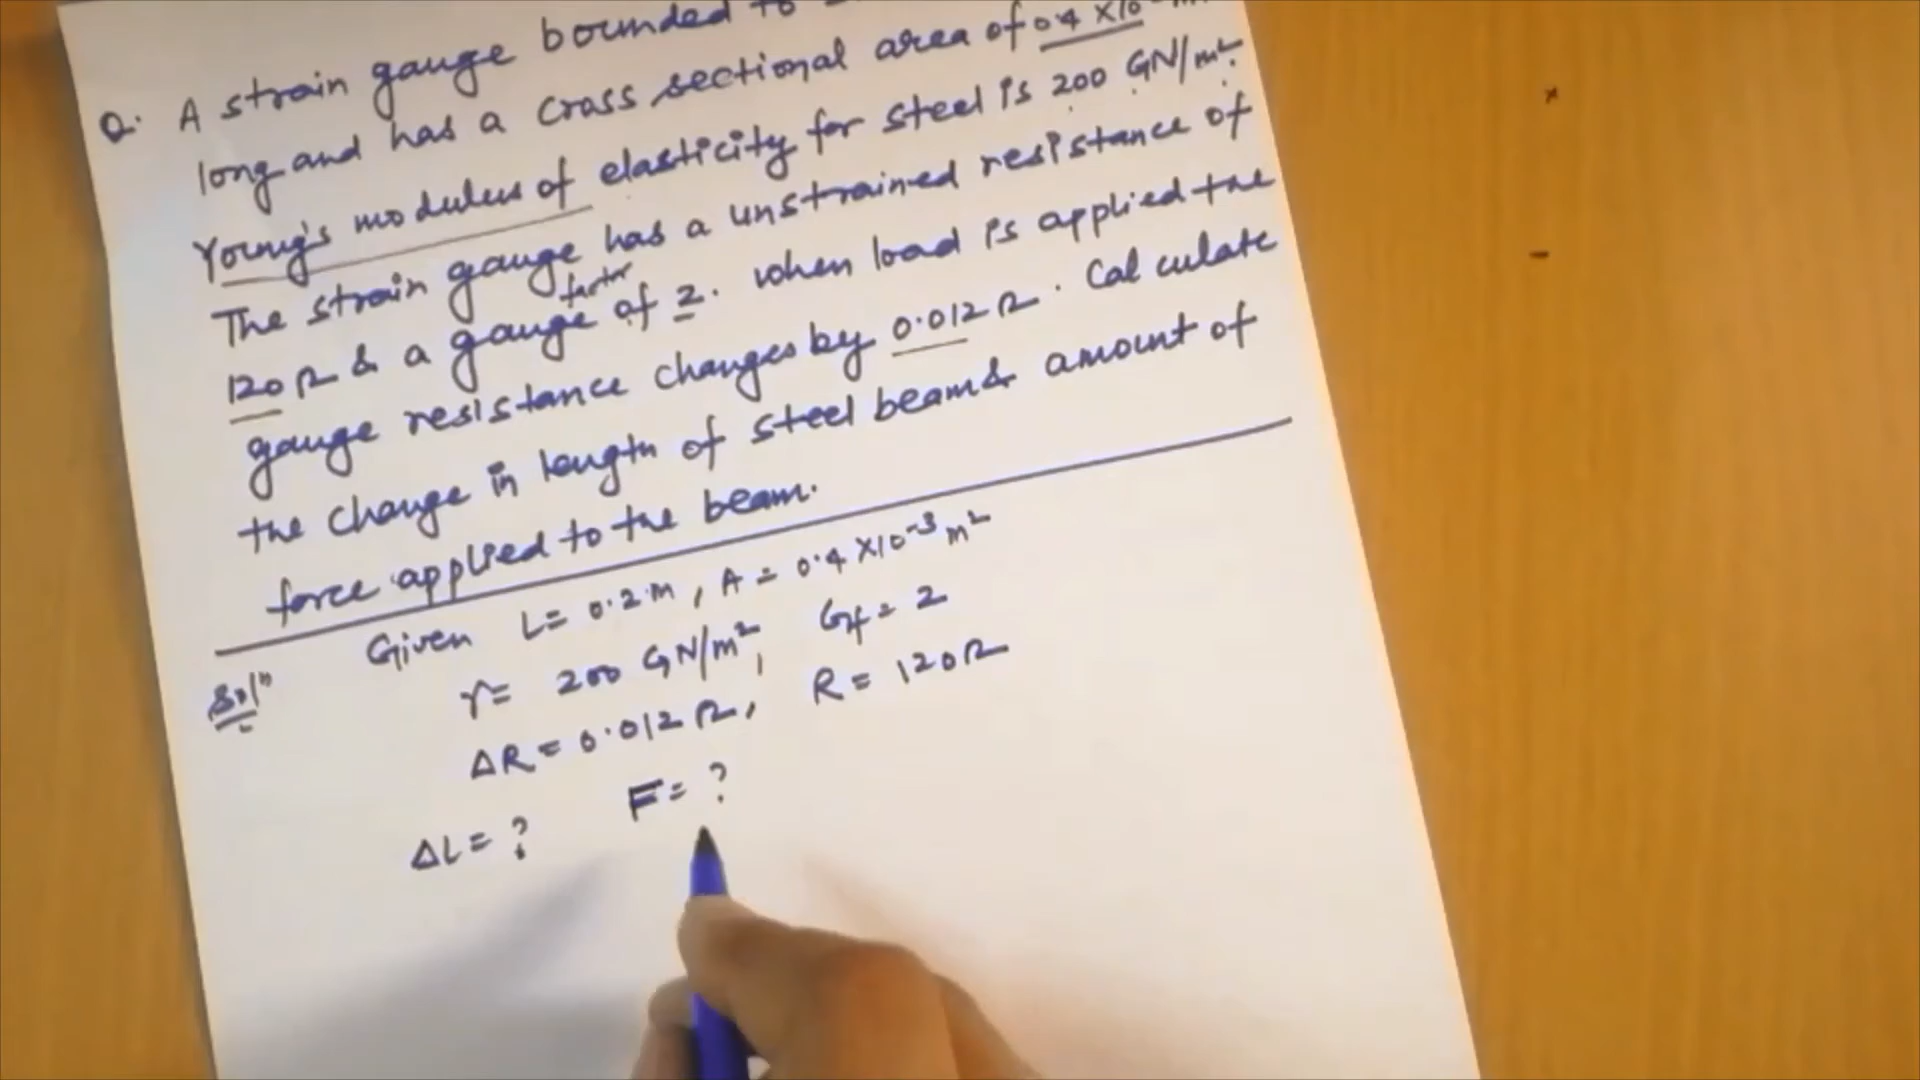 Q. A strain gauge bounded to
long and has a cross sectional area of 0.4 X10
Young's modulus of elasticity for steel is 200 GN/m².
The strain gauge has a unstrained resistance of
120 Ω & a gauge factor of 2. when load is applied the
gauge resistance changes by 0.012 Ω. Calculate
the change in length of steel beam & amount of
force applied to the beam.
Solⁿ Given L = 0.2 m, A = 0.4 X10⁻³ m²
Y = 200 GN/m², Gf = 2
ΔR = 0.012 Ω, R = 120 Ω
ΔL = ? F = ?